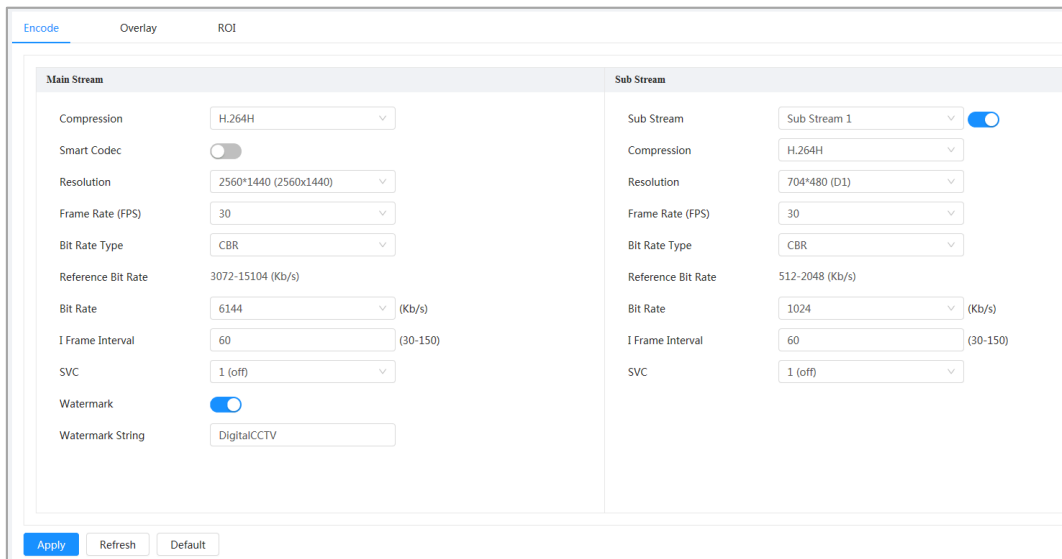 Encode Overlay ROI
Main Stream
Compression H.264H
Smart Codec
Resolution 2560*1440 (2560x1440)
Frame Rate (FPS) 30
Bit Rate Type CBR
Reference Bit Rate 3072-15104 (Kb/s)
Bit Rate 6144 (Kb/s)
I Frame Interval 60 (30-150)
SVC 1 (off)
Watermark
Watermark String DigitalCCTV
Sub Stream
Sub Stream Sub Stream 1
Compression H.264H
Resolution 704*480 (D1)
Frame Rate (FPS) 30
Bit Rate Type CBR
Reference Bit Rate 512-2048 (Kb/s)
Bit Rate 1024 (Kb/s)
I Frame Interval 60 (30-150)
SVC 1 (off)
Apply Refresh Default